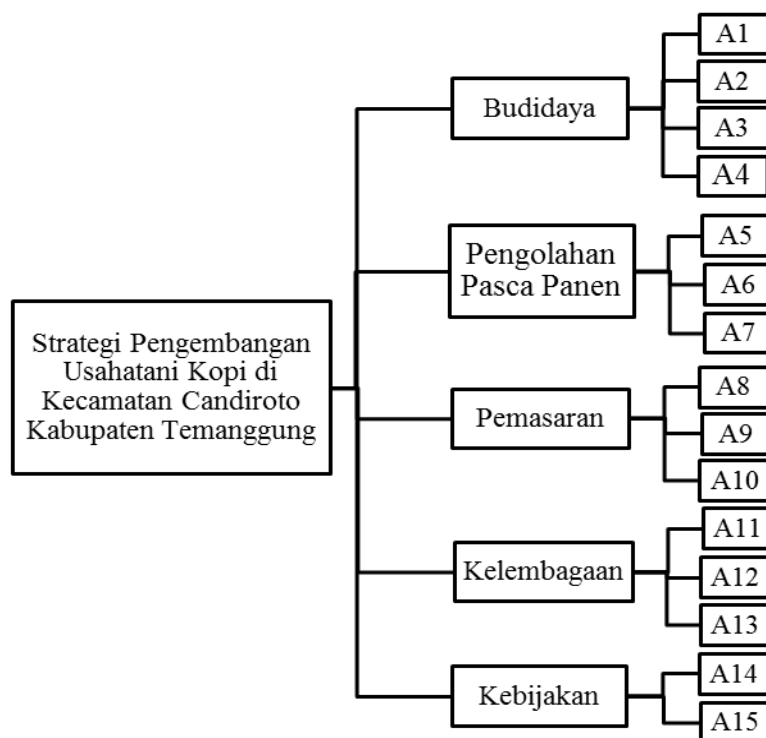 Strategi Pengembangan
Usahatani Kopi di
Kecamatan Candiroto
Kabupaten Temanggung
Budidaya
A1
A2
A3
A4
Pengolahan
Pasca Panen
A5
A6
A7
Pemasaran
A8
A9
A10
Kelembagaan
A11
A12
A13
Kebijakan
A14
A15